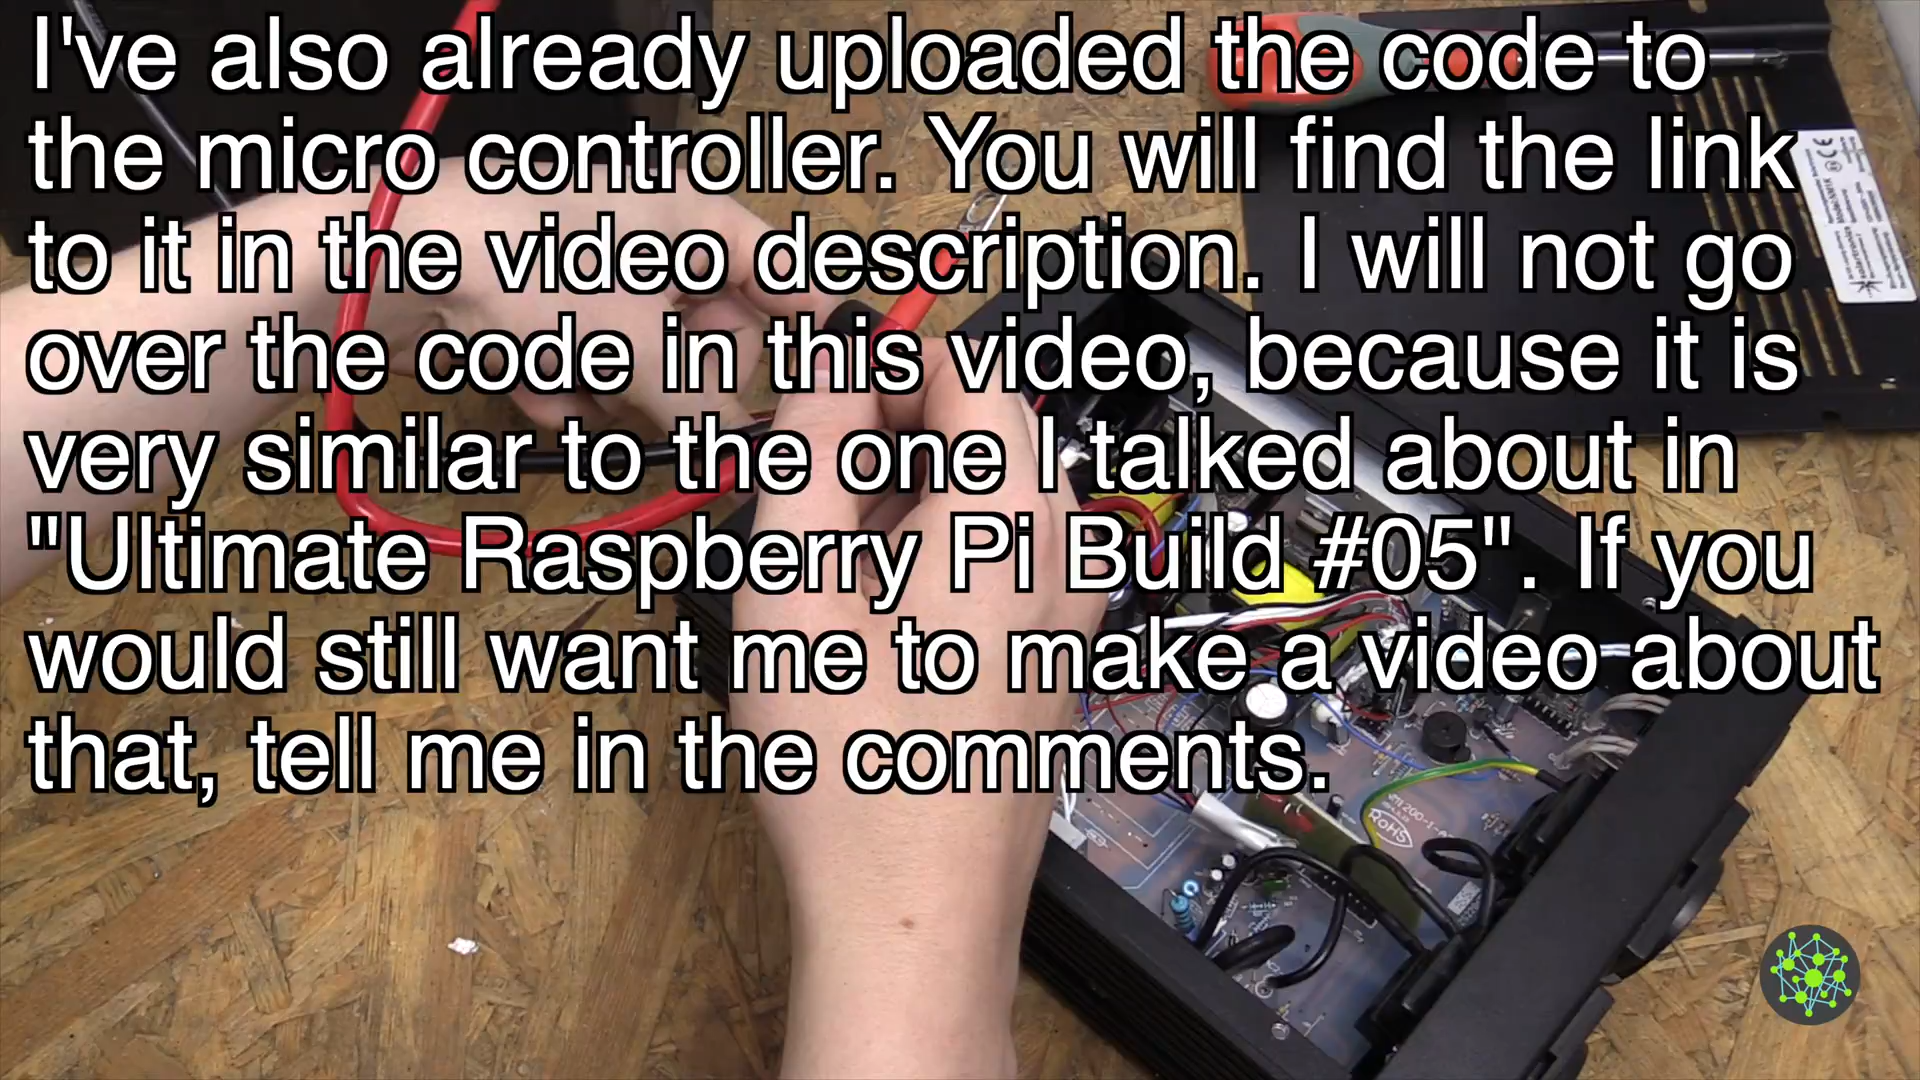 I've also already uploaded the code to
the micro controller. You will find the link
to it in the video description. I will not go
over the code in this video, because it is
very similar to the one I talked about in
"Ultimate Raspberry Pi Build #05". If you
would still want me to make a video about
that, tell me in the comments.
RoHS